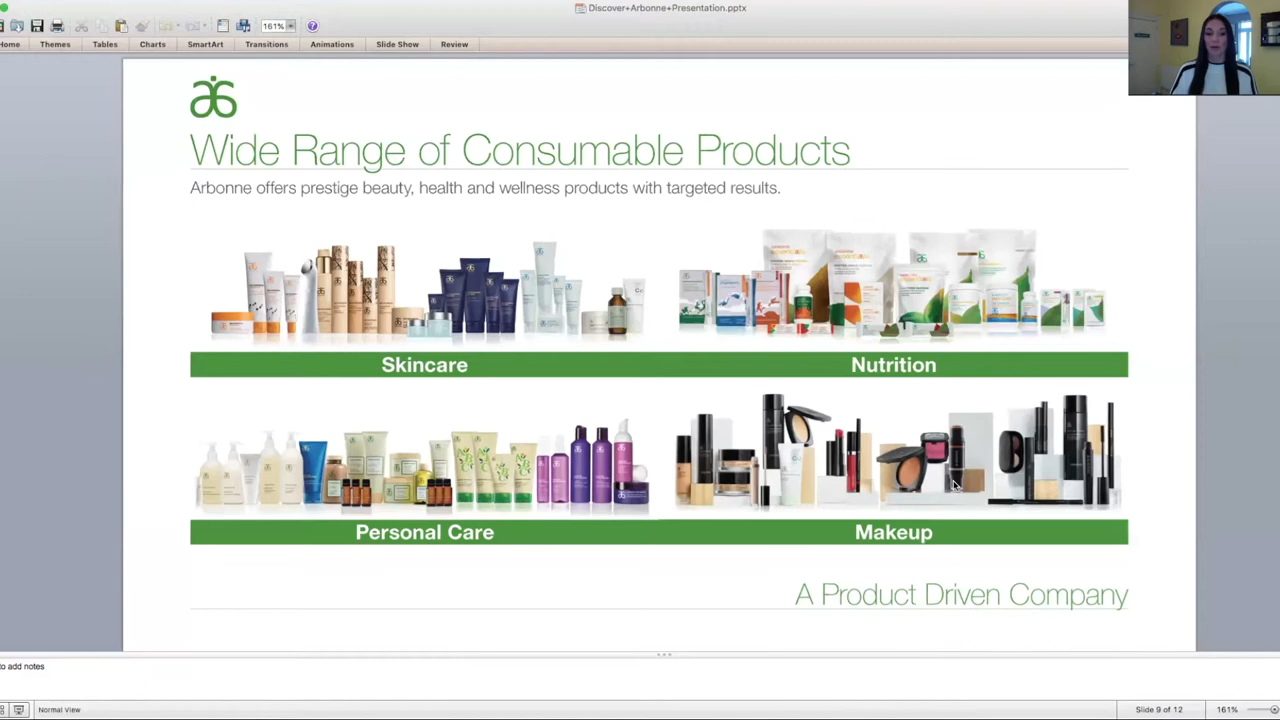 Discover+Arbonne+Presentation.pptx
161%
Home Themes Tables Charts SmartArt Transitions Animations Slide Show Review
Wide Range of Consumable Products
Arbonne offers prestige beauty, health and wellness products with targeted results.
Skincare
Nutrition
Personal Care
Makeup
A Product Driven Company
to add notes
Normal View
Slide 9 of 12
161%